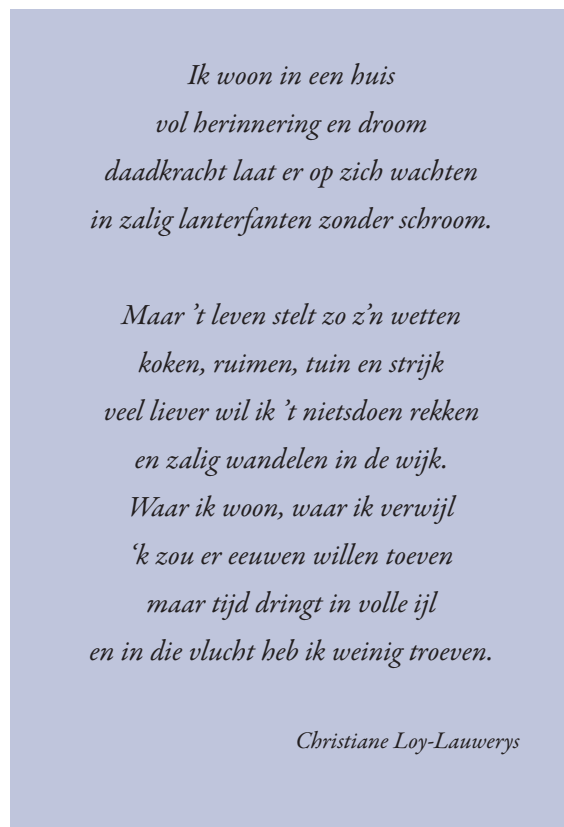 Ik woon in een huis
vol herinnering en droom
daadkracht laat er op zich wachten
in zalig lanterfanten zonder schroom.
Maar ’t leven stelt zo z’n wetten
koken, ruimen, tuin en strijk
veel liever wil ik ’t nietsdoen rekken
en zalig wandelen in de wijk.
Waar ik woon, waar ik verwijl
‘k zou er eeuwen willen toeven
maar tijd dringt in volle ijl
en in die vlucht heb ik weinig troeven.
Christiane Loy-Lauwerys